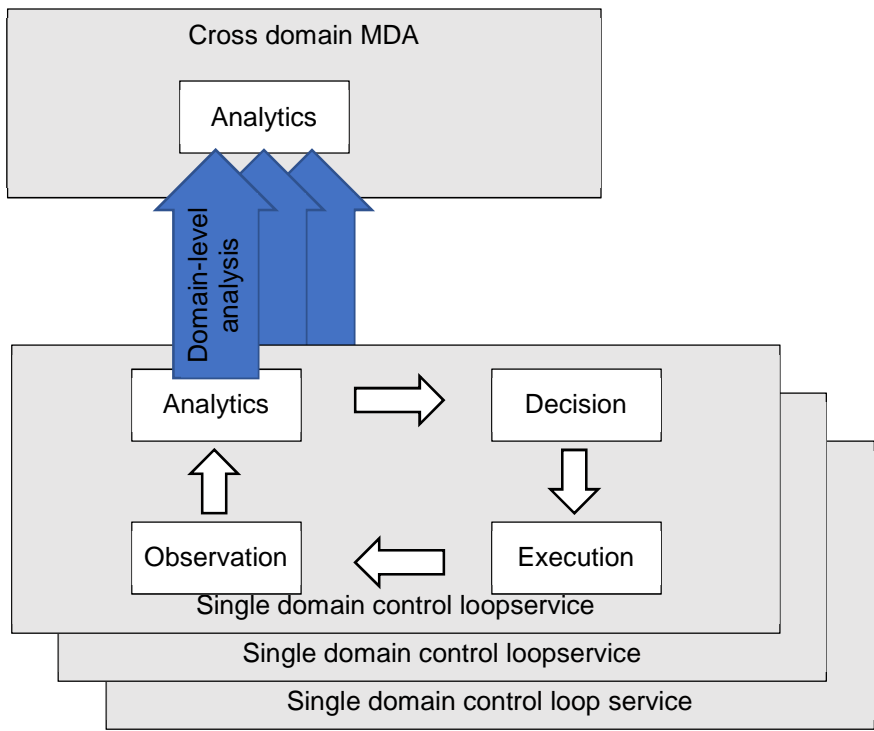 Cross domain MDA
Analytics
Domain-level
analysis
Analytics
Decision
Observation
Execution
Single domain control loopservice
Single domain control loopservice
Single domain control loop service